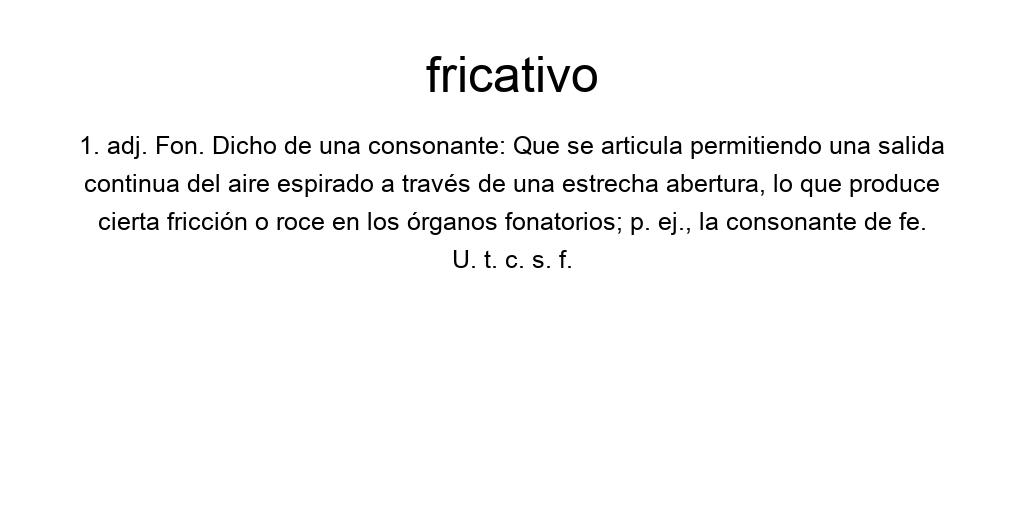 fricativo
1. adj. Fon. Dicho de una consonante: Que se articula permitiendo una salida
continua del aire espirado a través de una estrecha abertura, lo que produce
cierta fricción o roce en los órganos fonatorios; p. ej., la consonante de fe.
U. t. c. s. f.